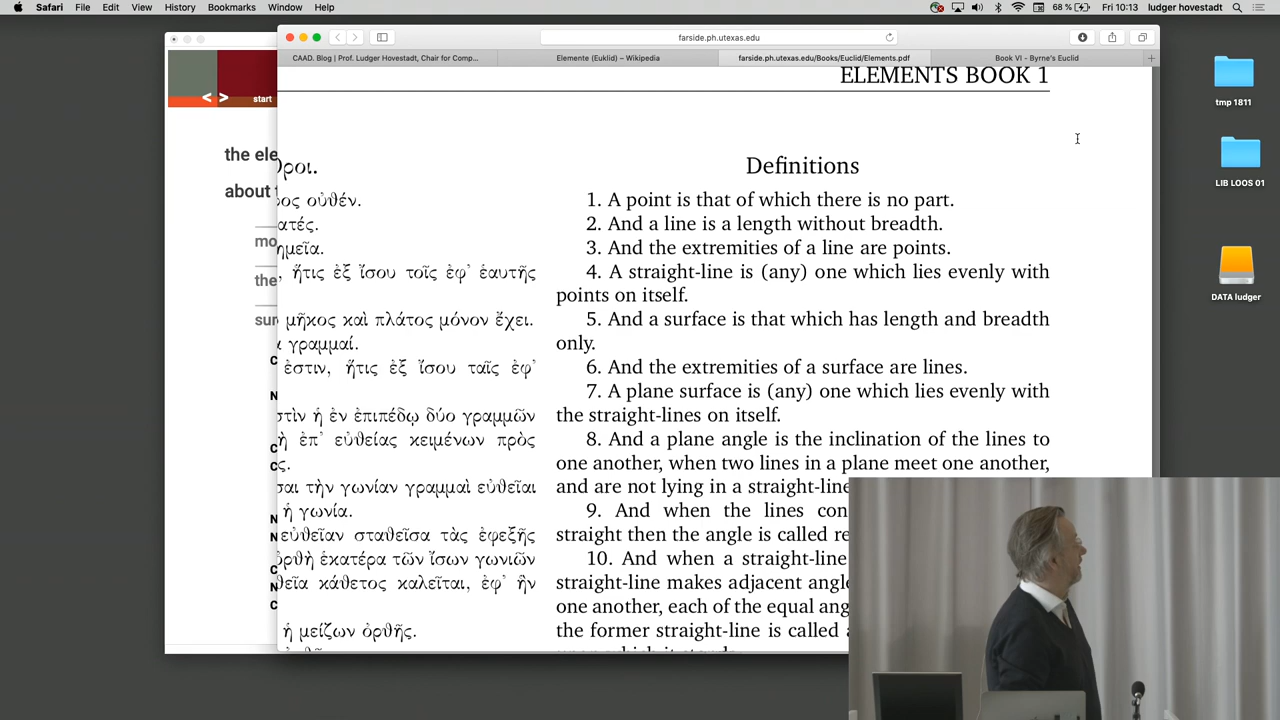 Safari File Edit View History Bookmarks Window Help 68 % Fri 10:13 ludger hovestadt
farside.ph.utexas.edu
CAAD. Blog | Prof. Ludger Hovestadt, Chair for Comp... Elemente (Euklid) – Wikipedia farside.ph.utexas.edu/Books/Euclid/Elements.pdf Book VI - Byrne's Euclid
< > start
the ele
about t
mo
the
sur
C
N
C
C
N
N
C
N
C
ELEMENTS BOOK 1
Ὅροι.
ρος οὐθέν.
ατές.
ημεῖα.
, ἥτις ἐξ ἴσου τοῖς ἐφ᾿ ἑαυτῆς
μῆκος καὶ πλάτος μόνον ἔχει.
γραμμαί.
ἐστιν, ἥτις ἐξ ἴσου ταῖς ἐφ᾿
στὶν ἡ ἐν ἐπιπέδῳ δύο γραμμῶν
ὴ ἐπ᾿ εὐθείας κειμένων πρὸς
ς.
σαι τὴν γωνίαν γραμμαὶ εὐθεῖαι
ἡ γωνία.
εὐθεῖαν σταθεῖσα τὰς ἐφεξῆς
ὀρθὴ ἑκατέρα τῶν ἴσων γωνιῶν
θεῖα κάθετος καλεῖται, ἐφ᾿ ἣν
ἡ μείζων ὀρθῆς.
Definitions
1. A point is that of which there is no part.
2. And a line is a length without breadth.
3. And the extremities of a line are points.
4. A straight-line is (any) one which lies evenly with
points on itself.
5. And a surface is that which has length and breadth
only.
6. And the extremities of a surface are lines.
7. A plane surface is (any) one which lies evenly with
the straight-lines on itself.
8. And a plane angle is the inclination of the lines to
one another, when two lines in a plane meet one another,
and are not lying in a straight-line
9. And when the lines con
straight then the angle is called re
10. And when a straight-line
straight-line makes adjacent angl
one another, each of the equal ang
the former straight-line is called a
tmp 1811
LIB LOOS 01
DATA ludger